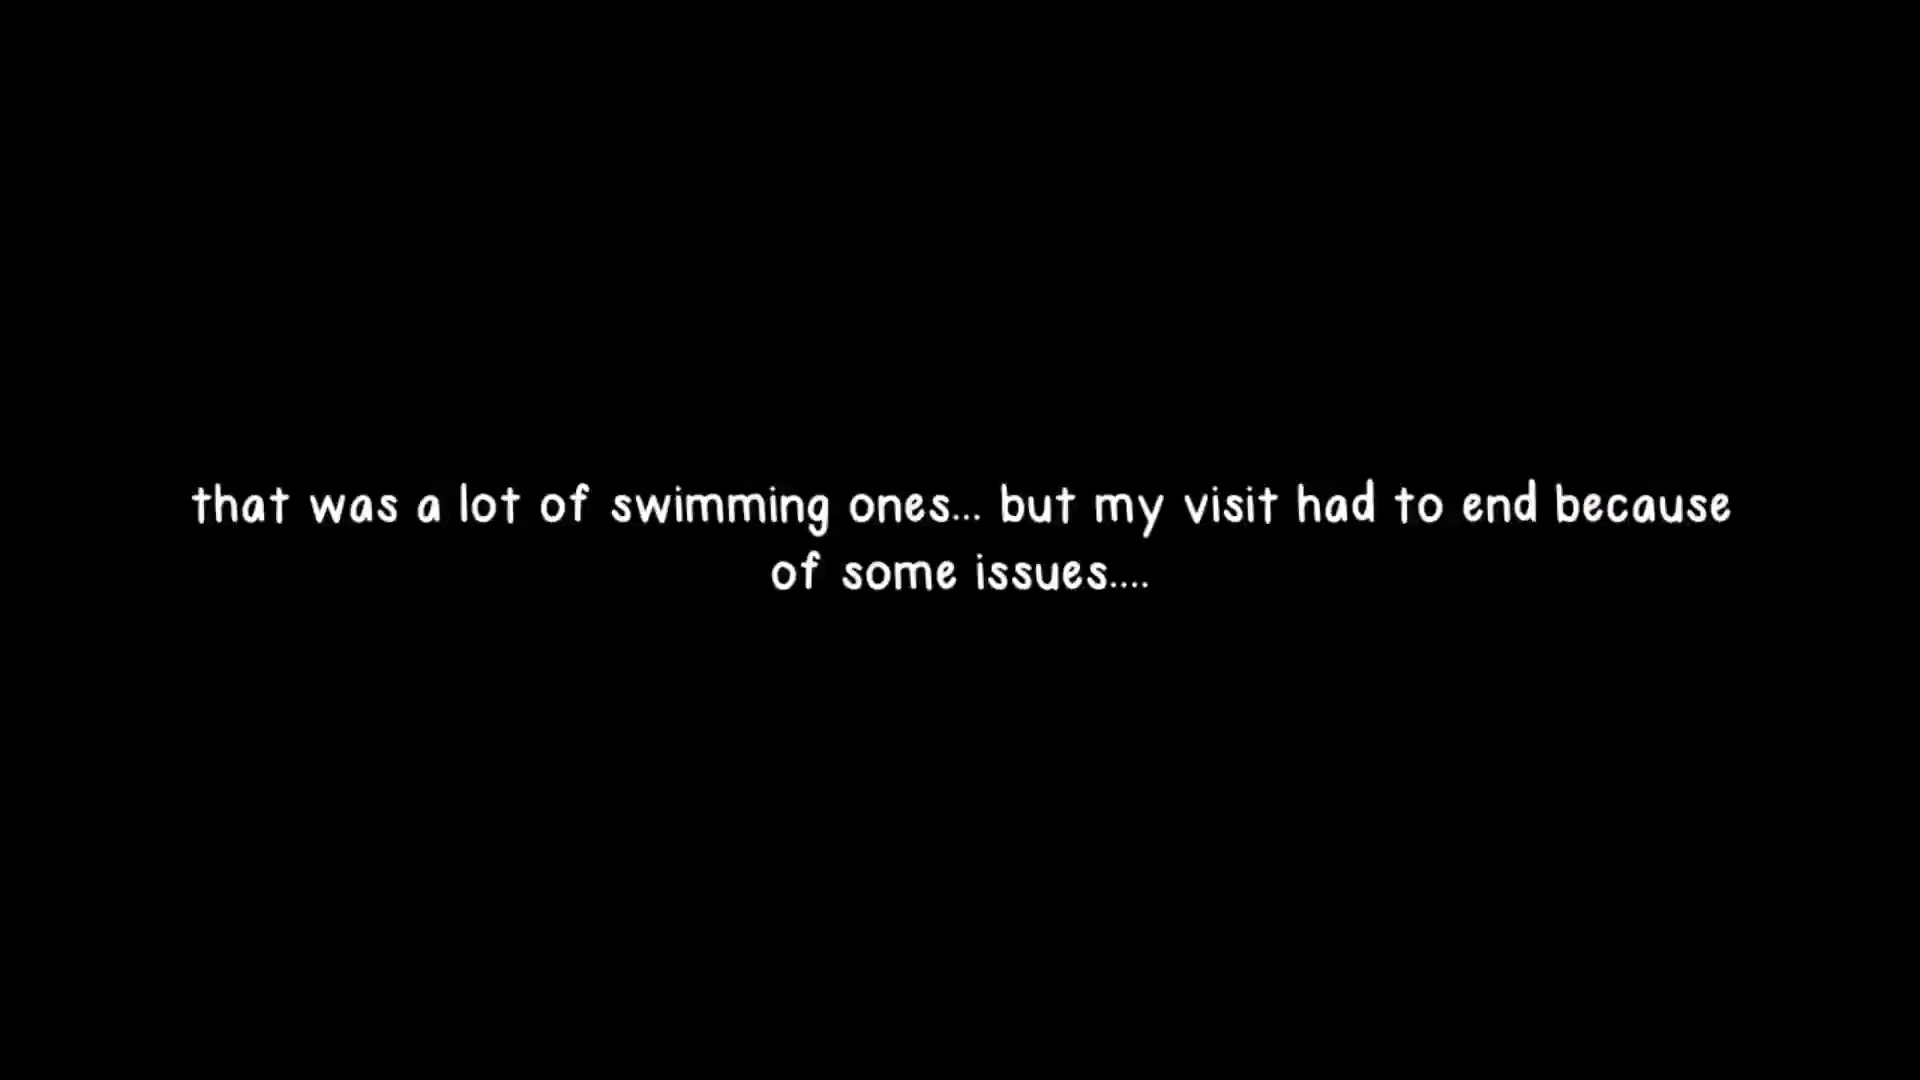 that was a lot of swimming ones... but my visit had to end because
of some issues....